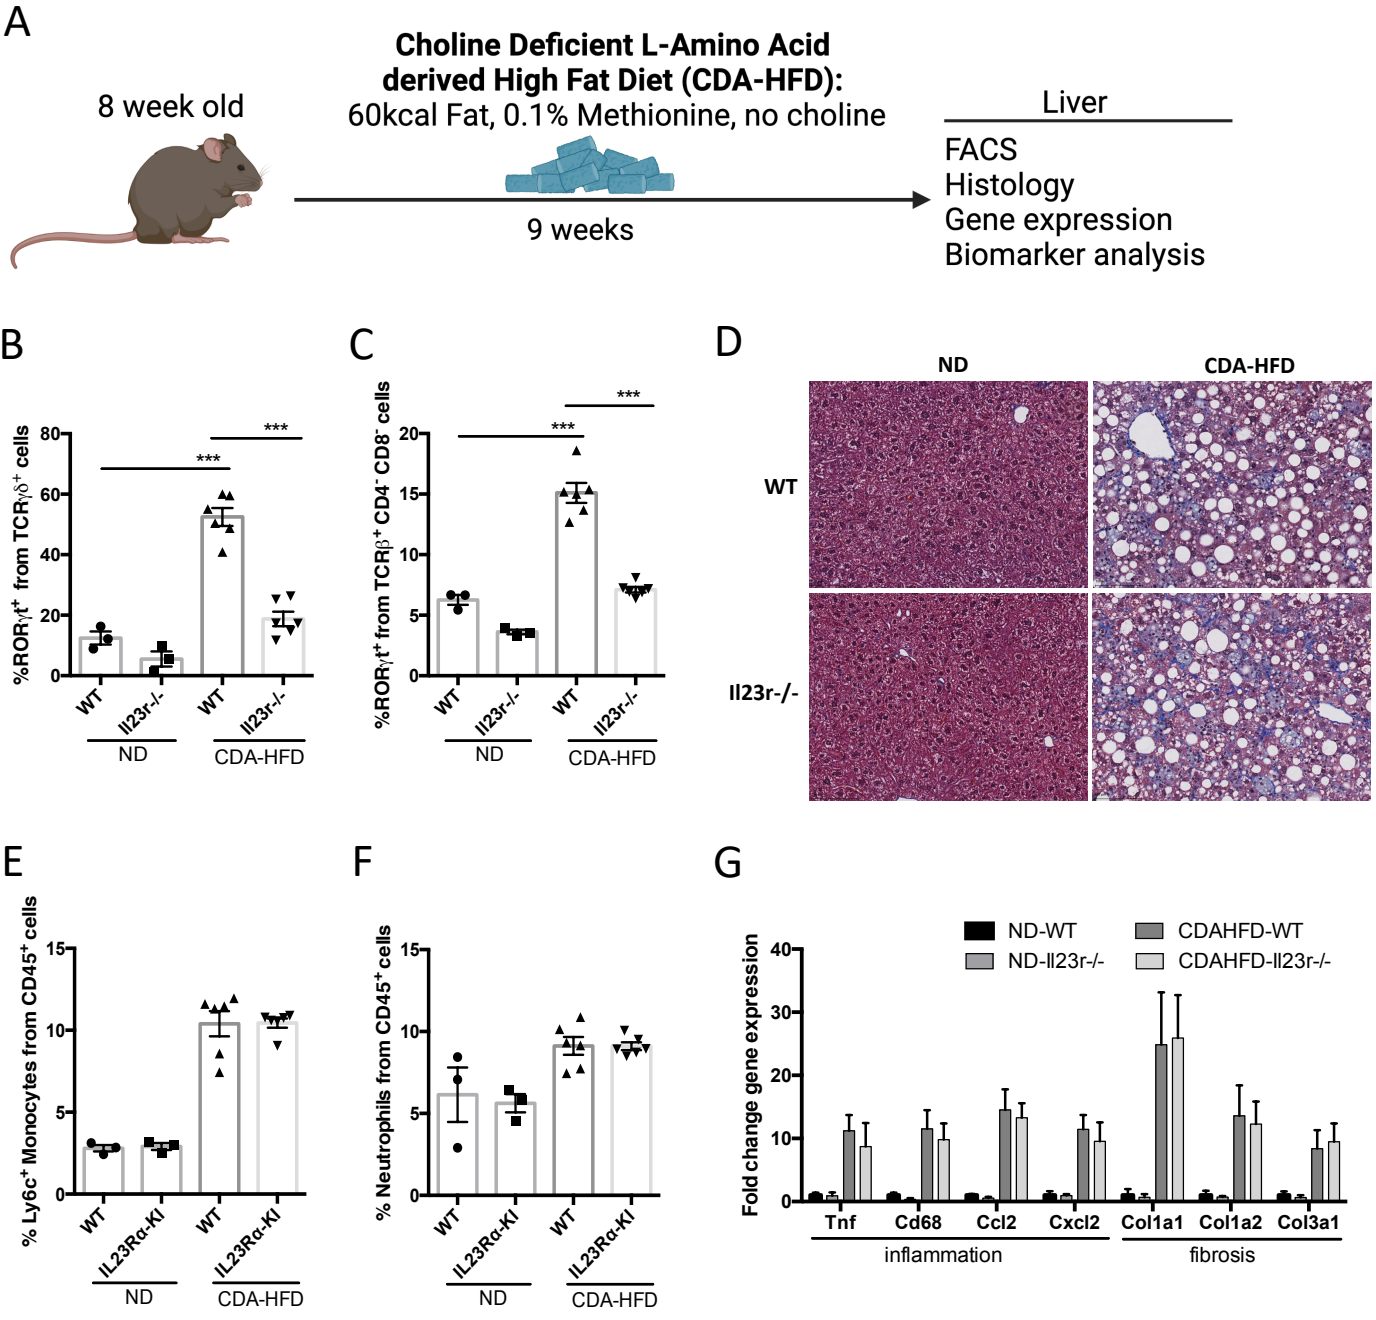 A
Choline Deficient L-Amino Acid
derived High Fat Diet (CDA-HFD):
60kcal Fat, 0.1% Methionine, no choline
8 week old
9 weeks
Liver
FACS
Histology
Gene expression
Biomarker analysis
B
%RORγt⁺ from TCRγδ⁺ cells
80
60
40
20
0
***
***
WT
Il23r-/-
WT
Il23r-/-
ND
CDA-HFD
C
%RORγt⁺ from TCRβ⁺ CD4⁻ CD8⁻ cells
20
15
10
5
0
***
***
WT
Il23r-/-
WT
Il23r-/-
ND
CDA-HFD
D
ND
CDA-HFD
WT
Il23r-/-
E
% Ly6c⁺ Monocytes from CD45⁺ cells
15
10
5
0
WT
IL23Rα-KI
WT
IL23Rα-KI
ND
CDA-HFD
F
% Neutrophils from CD45⁺ cells
15
10
5
0
WT
IL23Rα-KI
WT
IL23Rα-KI
ND
CDA-HFD
G
ND-WT
ND-Il23r-/-
CDAHFD-WT
CDAHFD-Il23r-/-
Fold change gene expression
40
30
20
10
0
Tnf
Cd68
Ccl2
Cxcl2
Col1a1
Col1a2
Col3a1
inflammation
fibrosis